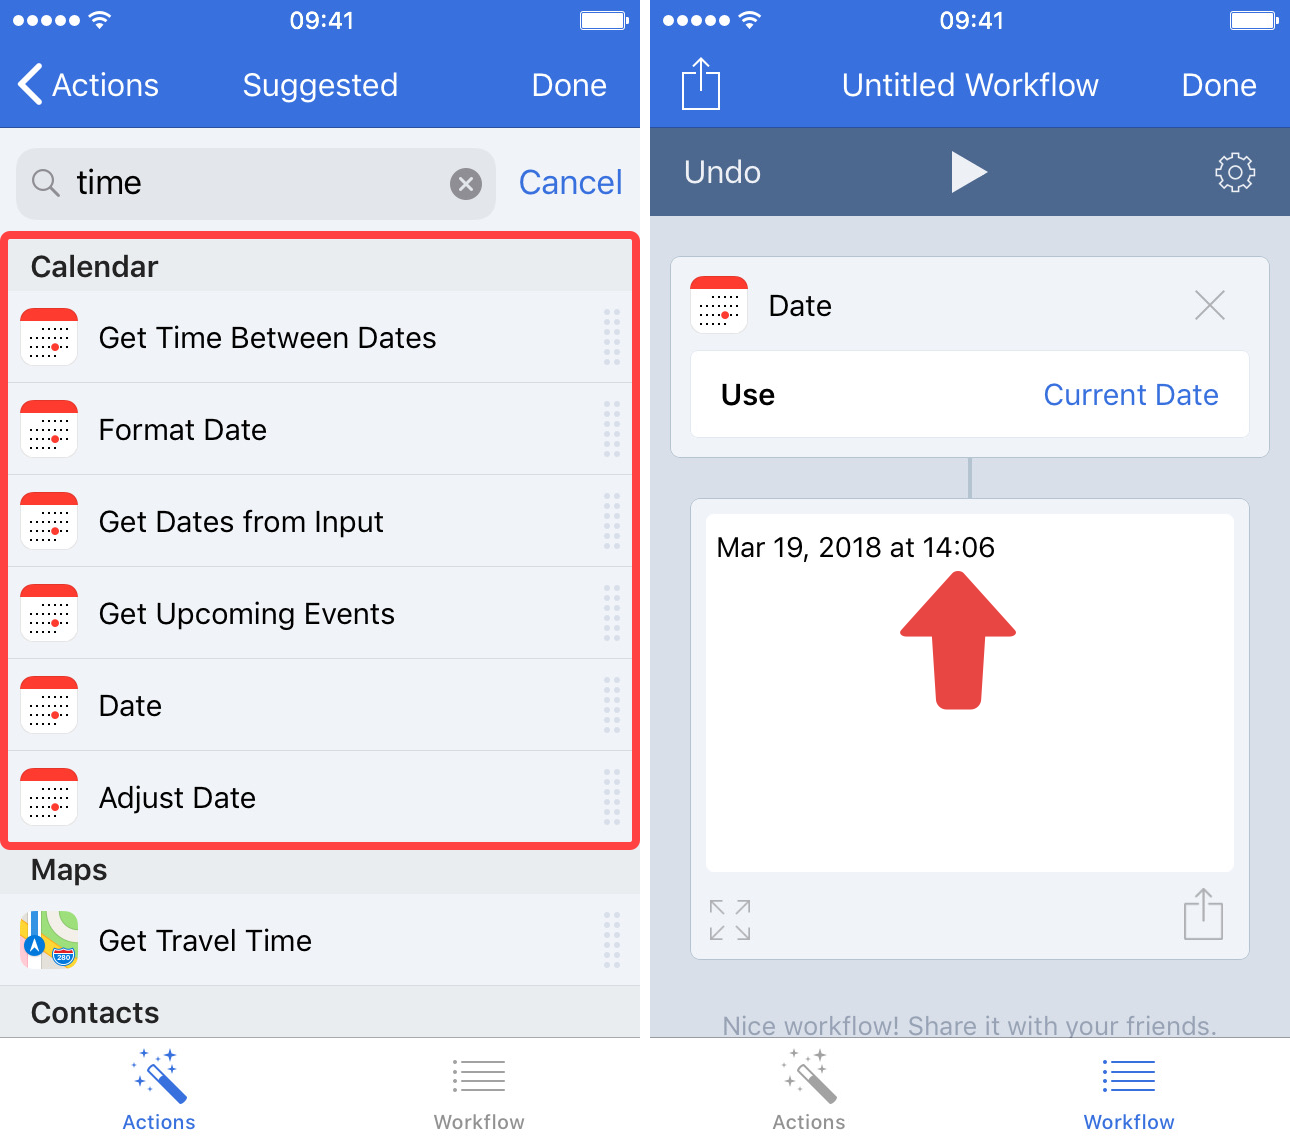 09:41
Actions
Suggested
Done
time
Cancel
Calendar
Get Time Between Dates
Format Date
Get Dates from Input
Get Upcoming Events
Date
Adjust Date
Maps
280
Get Travel Time
Contacts
Actions
Workflow
09:41
Untitled Workflow
Done
Undo
Date
Use
Current Date
Mar 19, 2018 at 14:06
Nice workflow! Share it with your friends.
Actions
Workflow